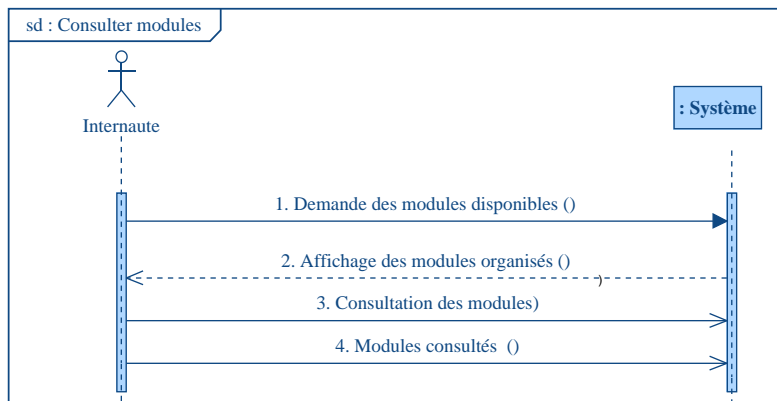 sd : Consulter modules
Internaute
: Système
1. Demande des modules disponibles ()
2. Affichage des modules organisés ()
)
3. Consultation des modules)
4. Modules consultés ()